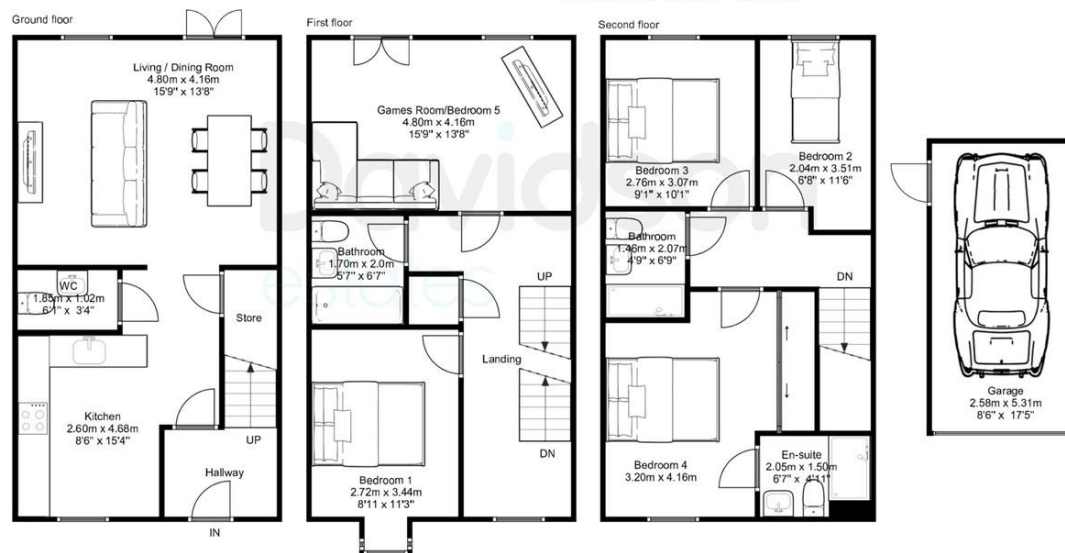 Ground floor
Living / Dining Room
4.80m x 4.16m
15'9" x 13'8"
WC
1.85m x 1.02m
6'1" x 3'4"
Store
Kitchen
2.60m x 4.68m
8'6" x 15'4"
UP
Hallway
IN
First floor
Games Room/Bedroom 5
4.80m x 4.16m
15'9" x 13'8"
Bathroom
1.70m x 2.0m
5'7" x 6'7"
UP
Landing
DN
Bedroom 1
2.72m x 3.44m
8'11 x 11'3"
Second floor
Bedroom 3
2.76m x 3.07m
9'1" x 10'1"
Bedroom 2
2.04m x 3.51m
6'8" x 11'6"
Bathroom
1.46m x 2.07m
4'9" x 6'9"
DN
Bedroom 4
3.20m x 4.16m
En-suite
2.05m x 1.50m
6'7" x 4'11"
Garage
2.58m x 5.31m
8'6" x 17'5"
Davidson
estates